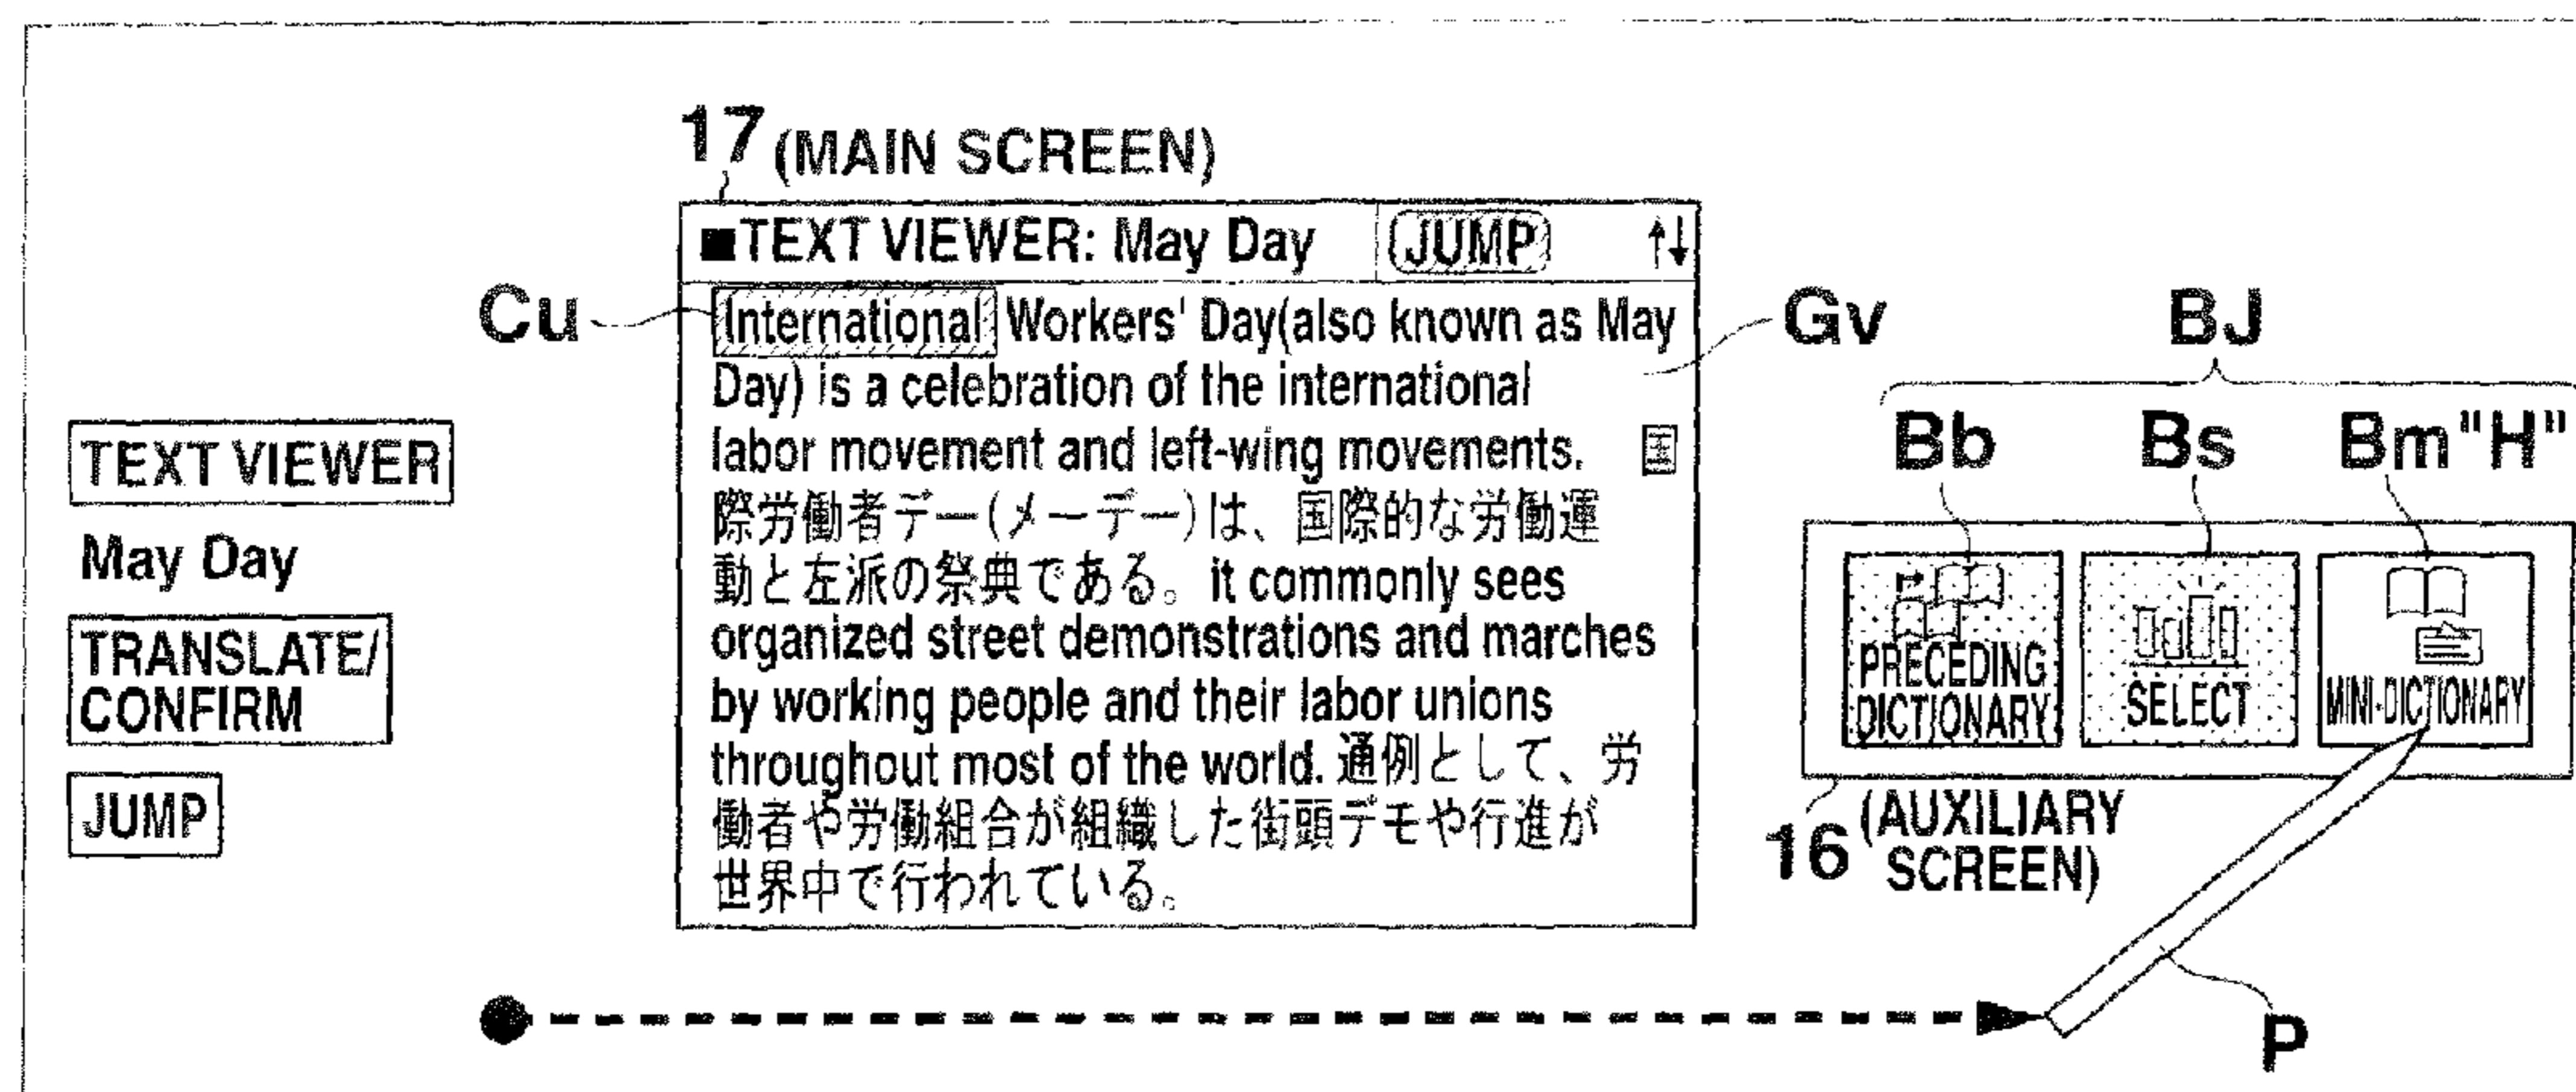 17 (MAIN SCREEN)
■TEXT VIEWER: May Day JUMP ↑↓
Cu
International Workers' Day(also known as May
Day) is a celebration of the international
labor movement and left-wing movements. 国
際労働者デー(メーデー)は、国際的な労働運
動と左派の祭典である。it commonly sees
organized street demonstrations and marches
by working people and their labor unions
throughout most of the world. 通例として、労
働者や労働組合が組織した街頭デモや行進が
世界中で行われている。
Gv
TEXT VIEWER
May Day
TRANSLATE/
CONFIRM
JUMP
BJ
Bb Bs Bm"H"
PRECEDING
DICTIONARY
SELECT
MINI-DICTIONARY
16 (AUXILIARY
SCREEN)
P